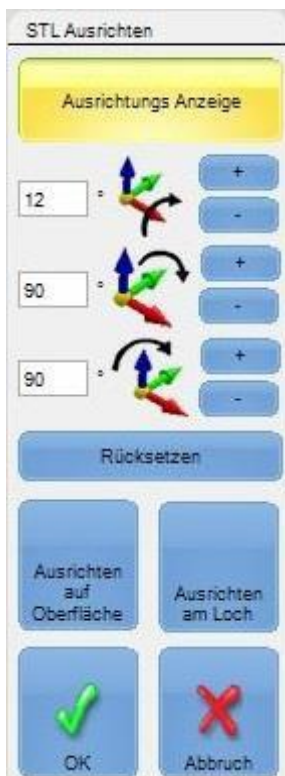 STL Ausrichten
Ausrichtungs Anzeige
12 °
+
-
90 °
+
-
90 °
+
-
Rücksetzen
Ausrichten
auf
Oberfläche
Ausrichten
am Loch
OK
Abbruch